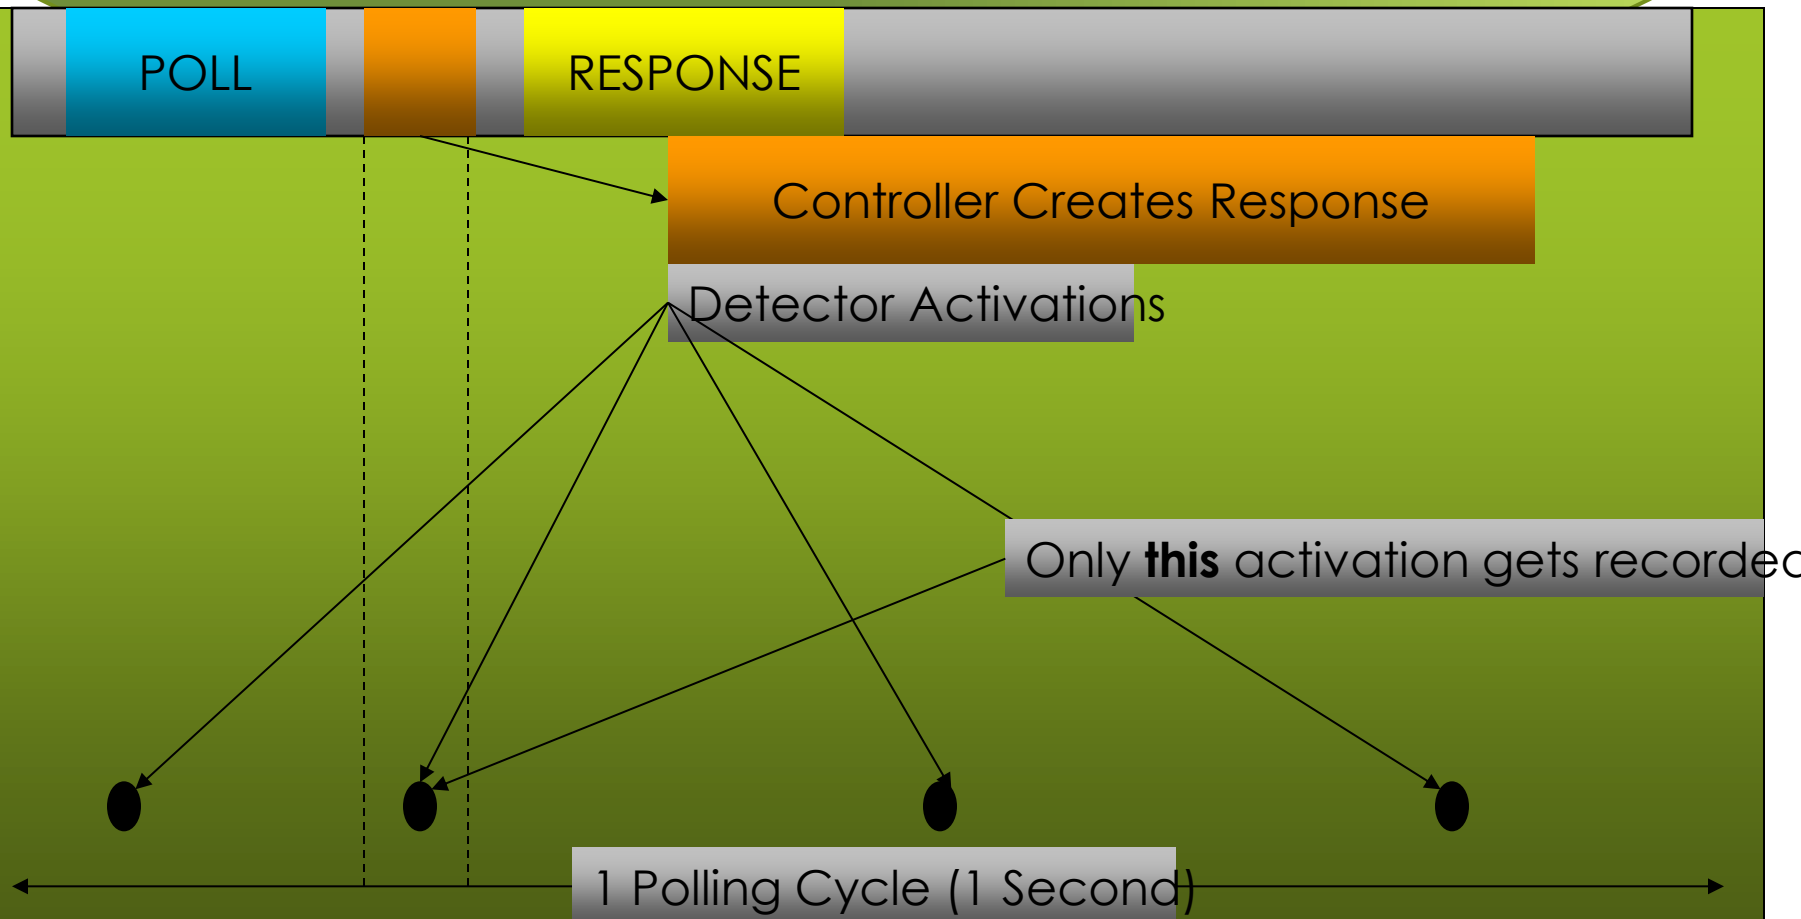 POLL
RESPONSE
Controller Creates Response
Detector Activations
Only this activation gets recorded
1 Polling Cycle (1 Second)